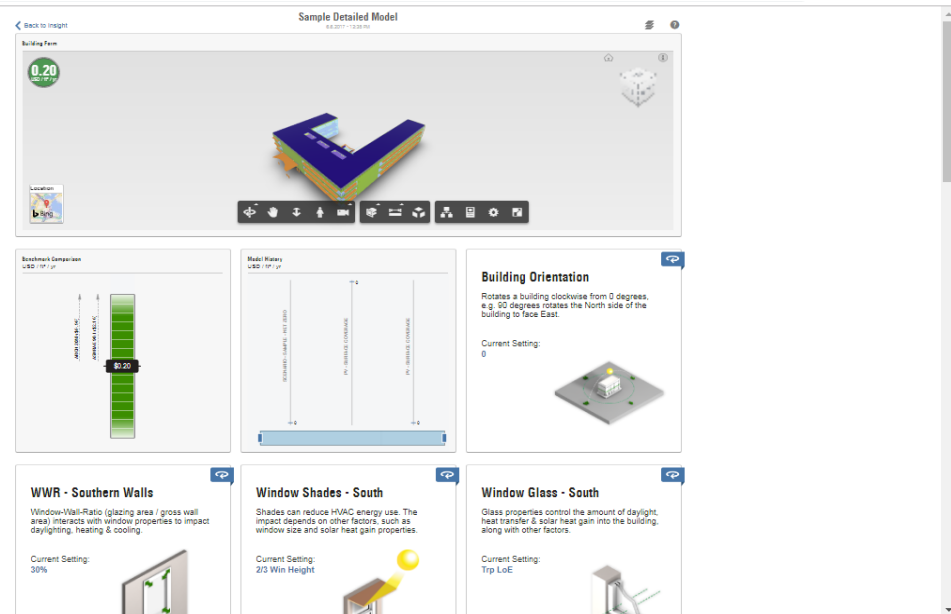 Back to Insight
Sample Detailed Model
Building Form
0.20
USD / ft² / yr
Location
Bing
Benchmark Comparison
USD / ft² / yr
$0.20
Model History
USD / ft² / yr
PV - SURFACE COVERAGE
Building Orientation
Rotates a building clockwise from 0 degrees,
e.g. 90 degrees rotates the North side of the
building to face East.
Current Setting:
0
WWR - Southern Walls
Window-Wall-Ratio (glazing area / gross wall
area) interacts with window properties to impact
daylighting, heating & cooling.
Current Setting:
30%
Window Shades - South
Shades can reduce HVAC energy use. The
impact depends on other factors, such as
window size and solar heat gain properties.
Current Setting:
2/3 Win Height
Window Glass - South
Glass properties control the amount of daylight,
heat transfer & solar heat gain into the building,
along with other factors.
Current Setting:
Trp LoE